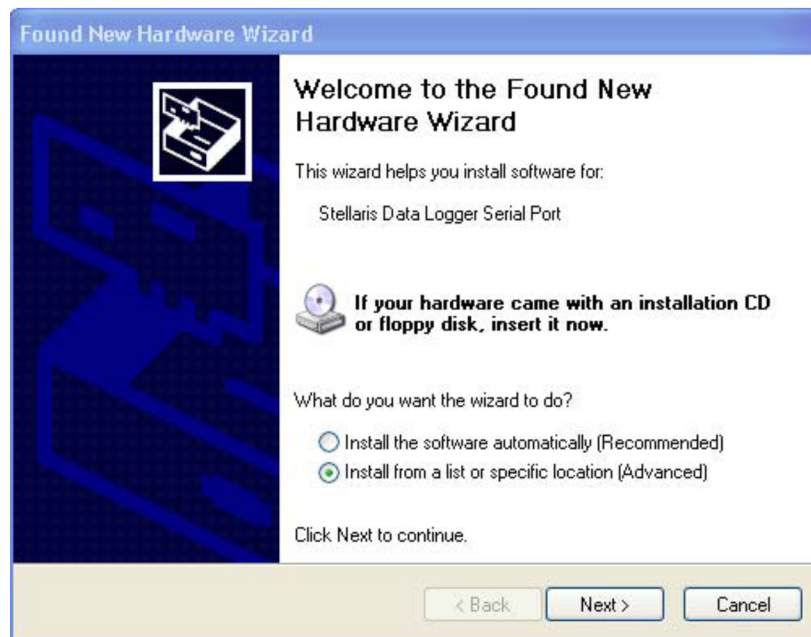 Found New Hardware Wizard
Welcome to the Found New
Hardware Wizard
This wizard helps you install software for:
Stellaris Data Logger Serial Port
If your hardware came with an installation CD
or floppy disk, insert it now.
What do you want the wizard to do?
Install the software automatically (Recommended)
Install from a list or specific location (Advanced)
Click Next to continue.
< Back Next > Cancel